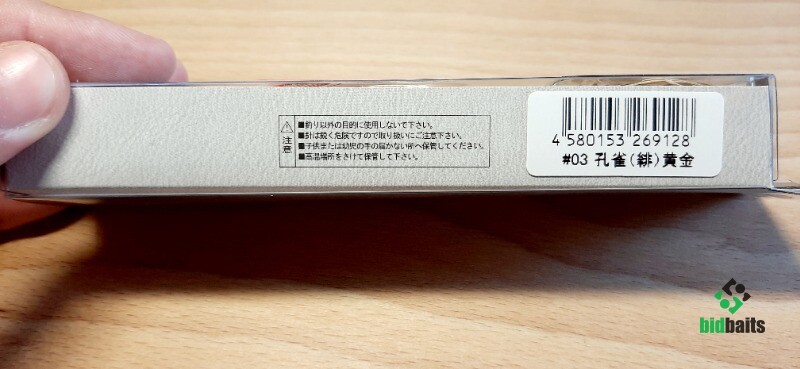 注意
■釣り以外の目的に使用しないで下さい。
■針は鋭く危険ですので取り扱いにご注意下さい。
■子供または幼児の手の届かない所へ保管してください。
■高温場所をさけて保管して下さい。
4 580153 269128
#03 孔雀(緋)黄金
bidbaits